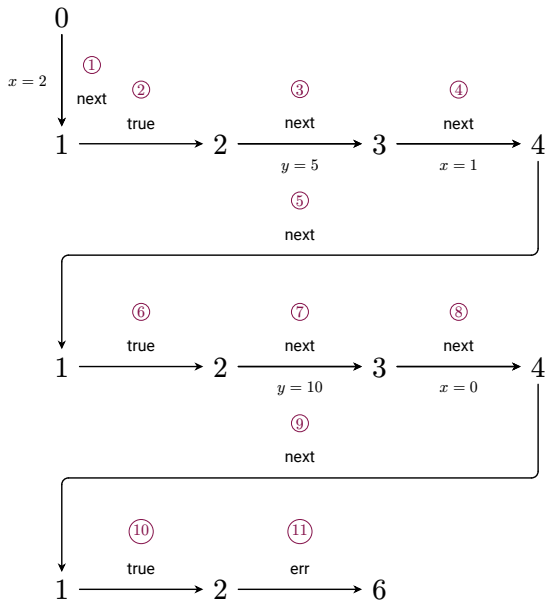 0
①
x = 2
next
② ③ ④
true next next
1 2 3 4
y = 5 x = 1
⑤
next
⑥ ⑦ ⑧
true next next
1 2 3 4
y = 10 x = 0
⑨
next
⑩ ⑪
true err
1 2 6